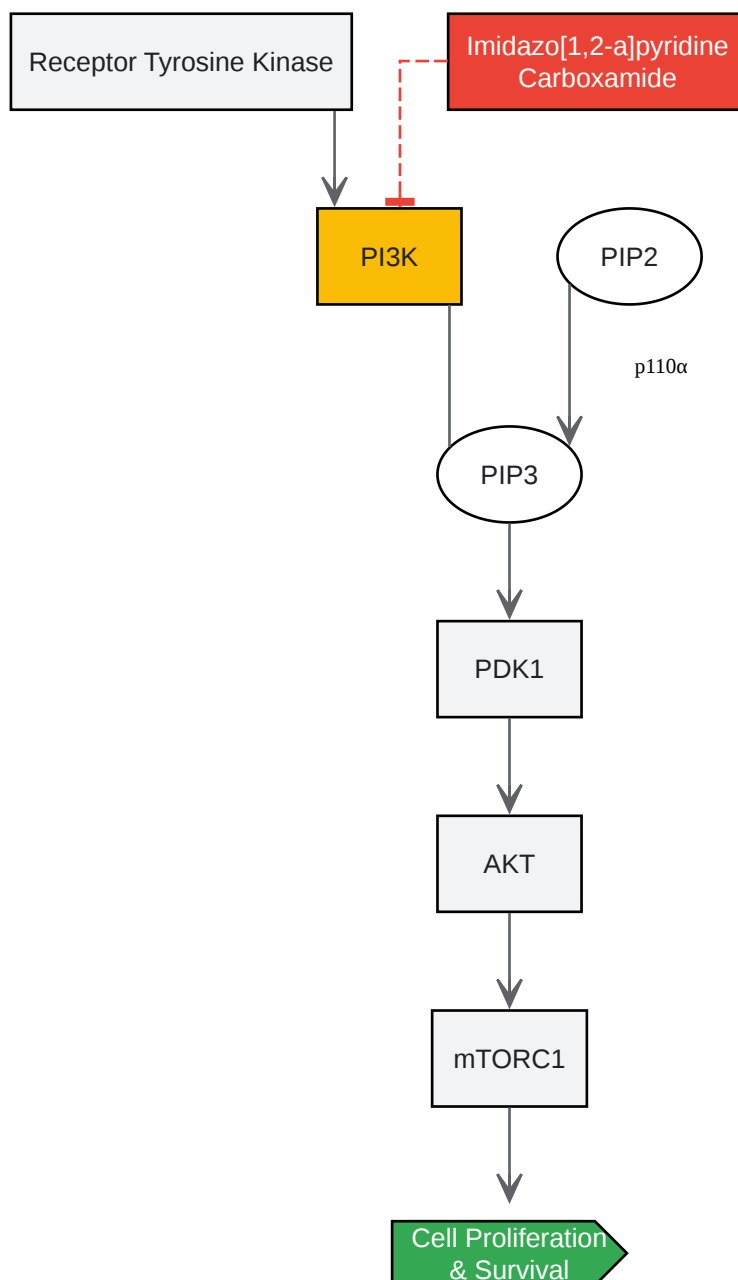 Receptor Tyrosine Kinase
Imidazo[1,2-a]pyridine
Carboxamide
PI3K
PIP2
p110α
PIP3
PDK1
AKT
mTORC1
Cell Proliferation
& Survival